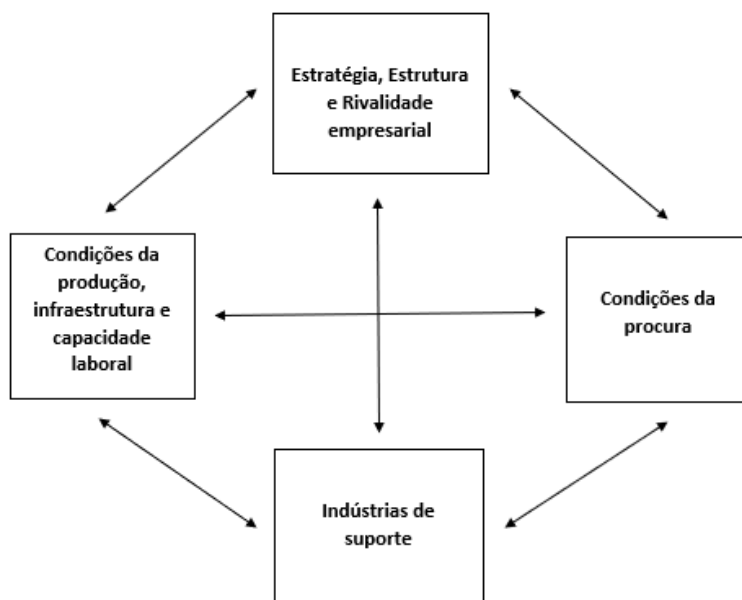 Estratégia, Estrutura
e Rivalidade
empresarial
Condições da
produção,
infraestrutura e
capacidade
laboral
Condições da
procura
Indústrias de
suporte